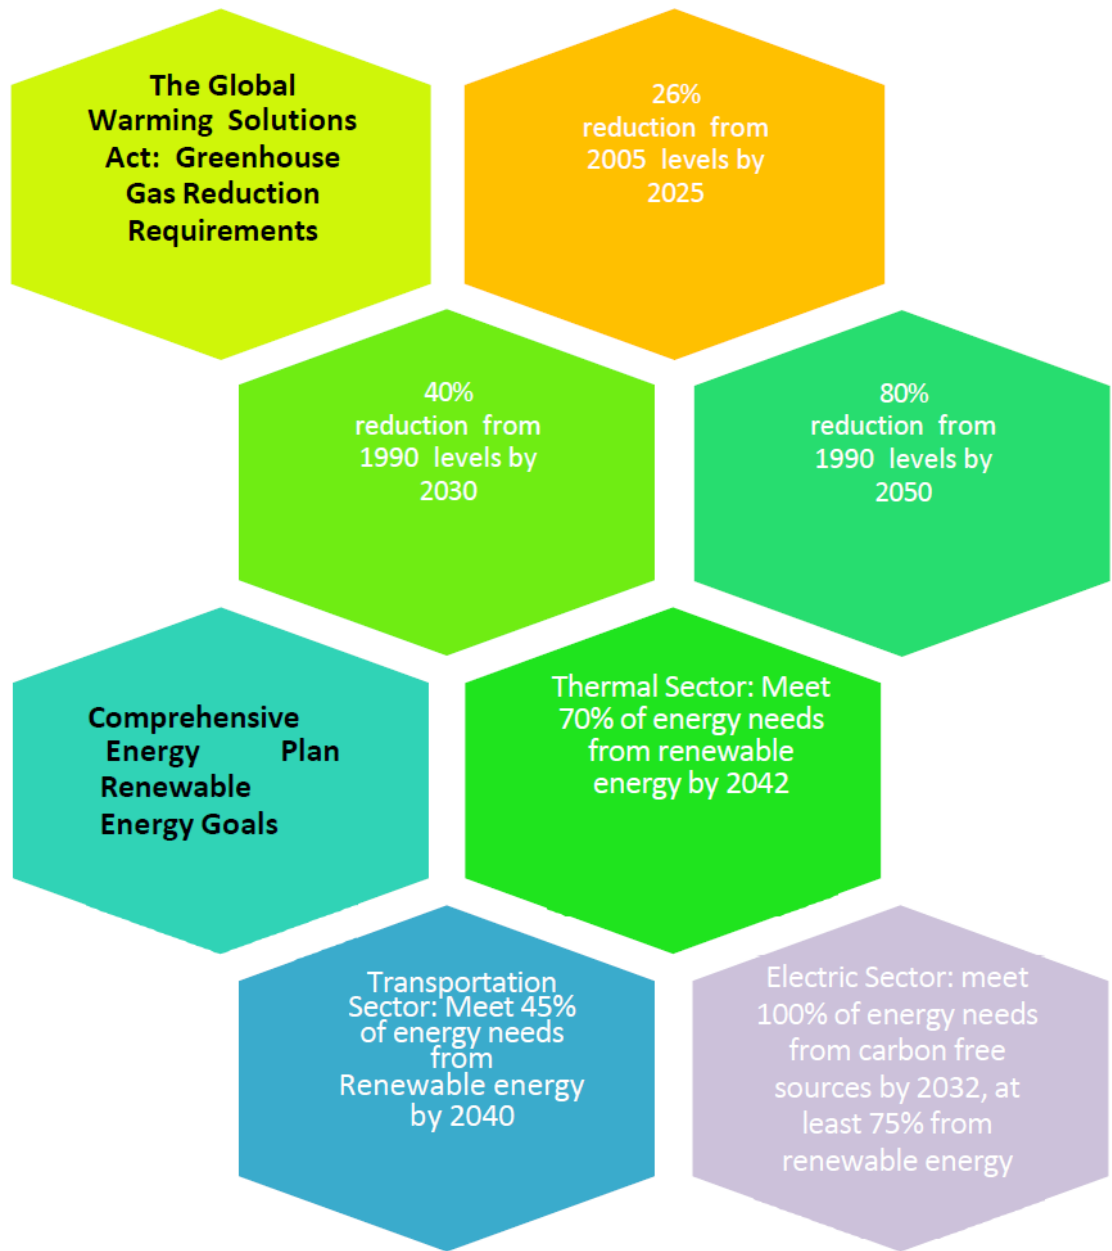 The Global
Warming Solutions
Act: Greenhouse
Gas Reduction
Requirements
26%
reduction from
2005 levels by
2025
40%
reduction from
1990 levels by
2030
80%
reduction from
1990 levels by
2050
Comprehensive
Energy Plan
Renewable
Energy Goals
Thermal Sector: Meet
70% of energy needs
from renewable
energy by 2042
Transportation
Sector: Meet 45%
of energy needs
from
Renewable energy
by 2040
Electric Sector: meet
100% of energy needs
from carbon free
sources by 2032, at
least 75% from
renewable energy